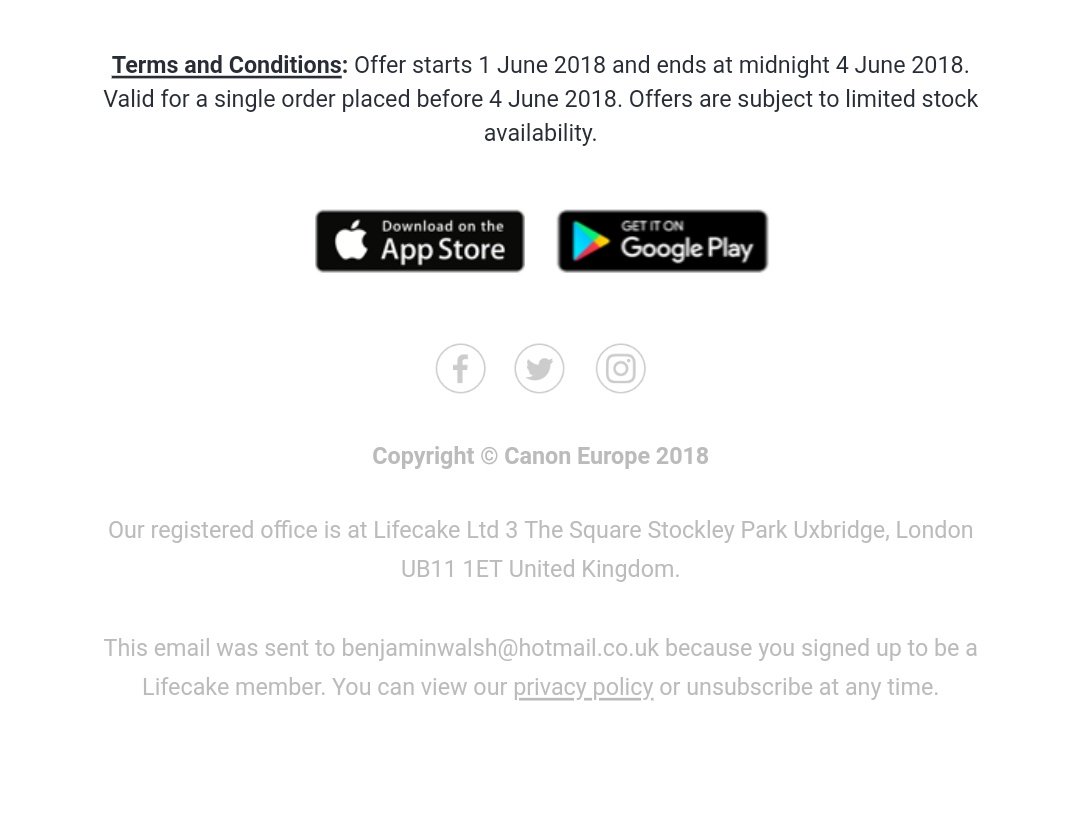 Terms and Conditions: Offer starts 1 June 2018 and ends at midnight 4 June 2018.
Valid for a single order placed before 4 June 2018. Offers are subject to limited stock
availability.
Download on the
App Store
GET IT ON
Google Play
Copyright © Canon Europe 2018
Our registered office is at Lifecake Ltd 3 The Square Stockley Park Uxbridge, London
UB11 1ET United Kingdom.
This email was sent to benjaminwalsh@hotmail.co.uk because you signed up to be a
Lifecake member. You can view our privacy policy or unsubscribe at any time.